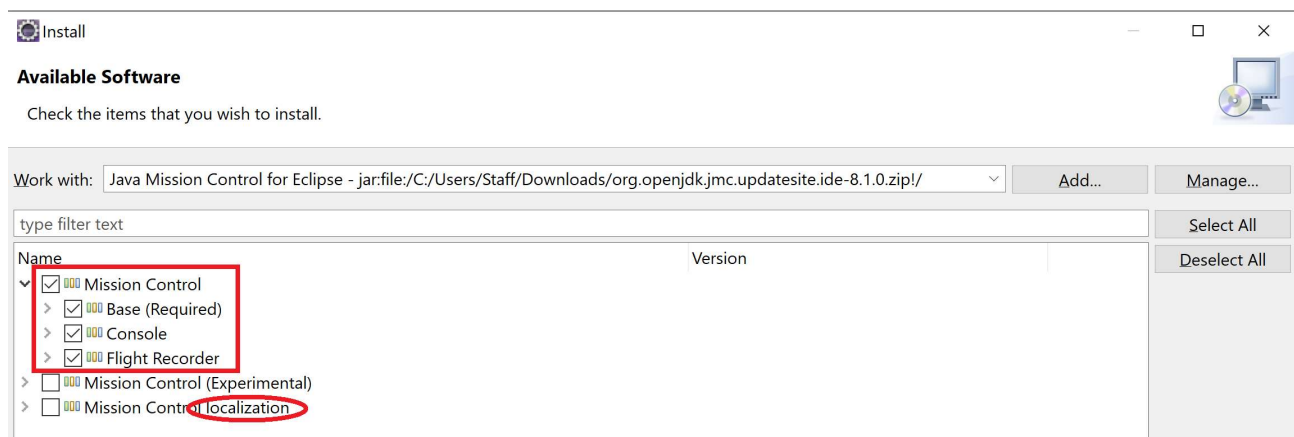 Install
Available Software
Check the items that you wish to install.
Work with: Java Mission Control for Eclipse - jar:file:/C:/Users/Staff/Downloads/org.openjdk.jmc.updatesite.ide-8.1.0.zip!/ Add... Manage...
type filter text Select All
Name Version Deselect All
Mission Control
Base (Required)
Console
Flight Recorder
Mission Control (Experimental)
Mission Control localization